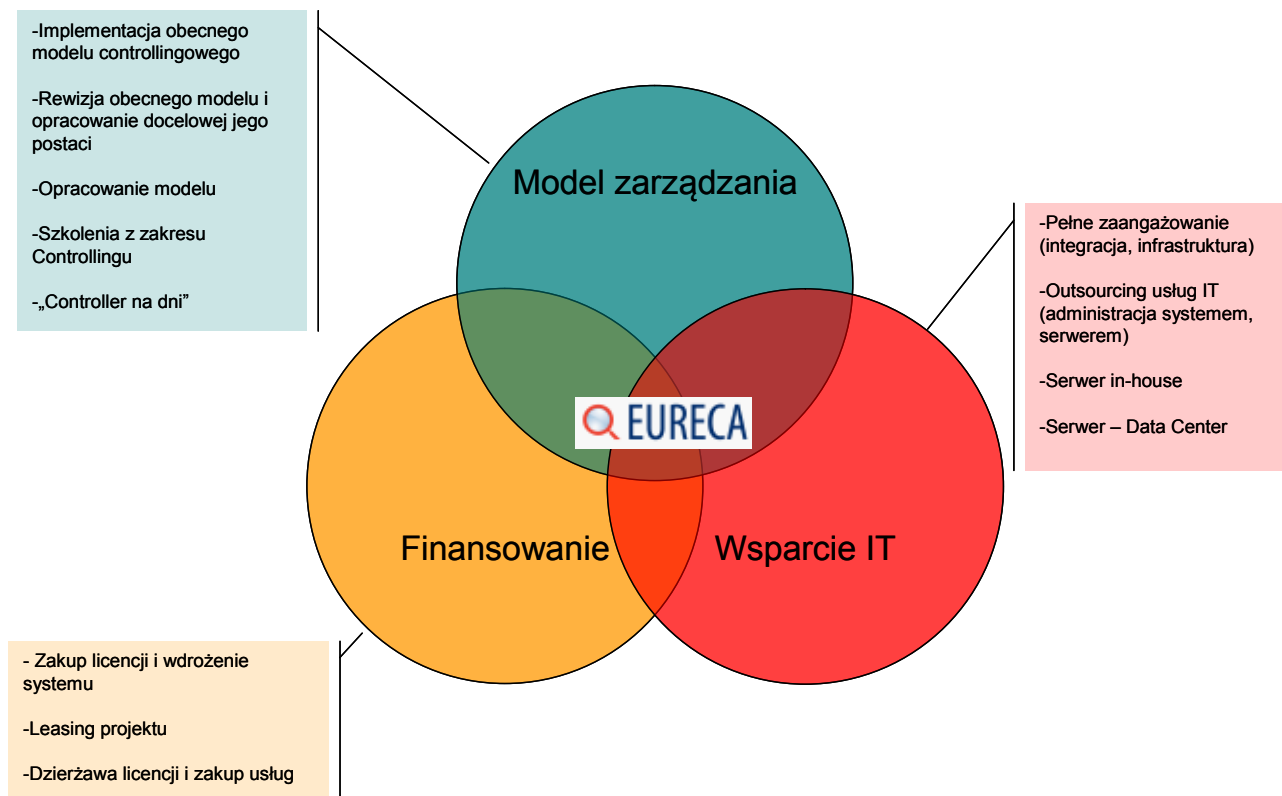 -Implementacja obecnego
modelu controllingowego
-Rewizja obecnego modelu i
opracowanie docelowej jego
postaci
-Opracowanie modelu
-Szkolenia z zakresu
Controllingu
-„Controller na dni”
Model zarządzania
-Pełne zaangażowanie
(integracja, infrastruktura)
-Outsourcing usług IT
(administracja systemem,
serwerem)
-Serwer in-house
-Serwer – Data Center
EURECA
Finansowanie
Wsparcie IT
- Zakup licencji i wdrożenie
systemu
-Leasing projektu
-Dzierżawa licencji i zakup usług